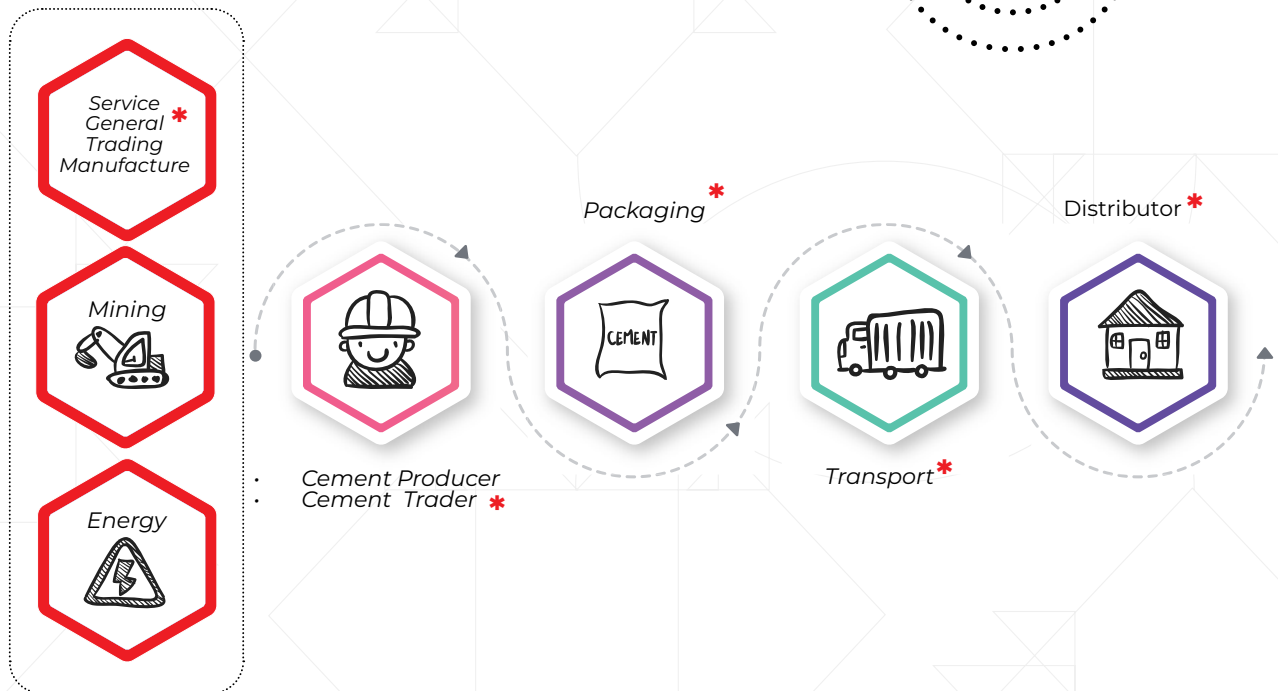 Service
General *
Trading
Manufacture
Mining
Energy
• Cement Producer
• Cement Trader *
Packaging *
CEMENT
Transport *
Distributor *